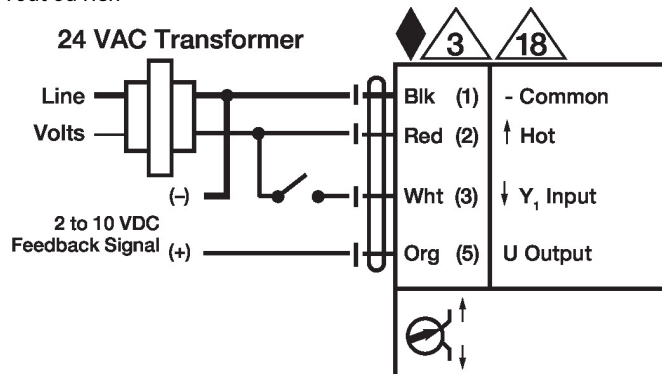 24 VAC Transformer
3
18
Line
Volts
Blk (1) - Common
Red (2) Hot
(–)
Wht (3) Y1 Input
2 to 10 VDC
Feedback Signal (+)
Org (5) U Output